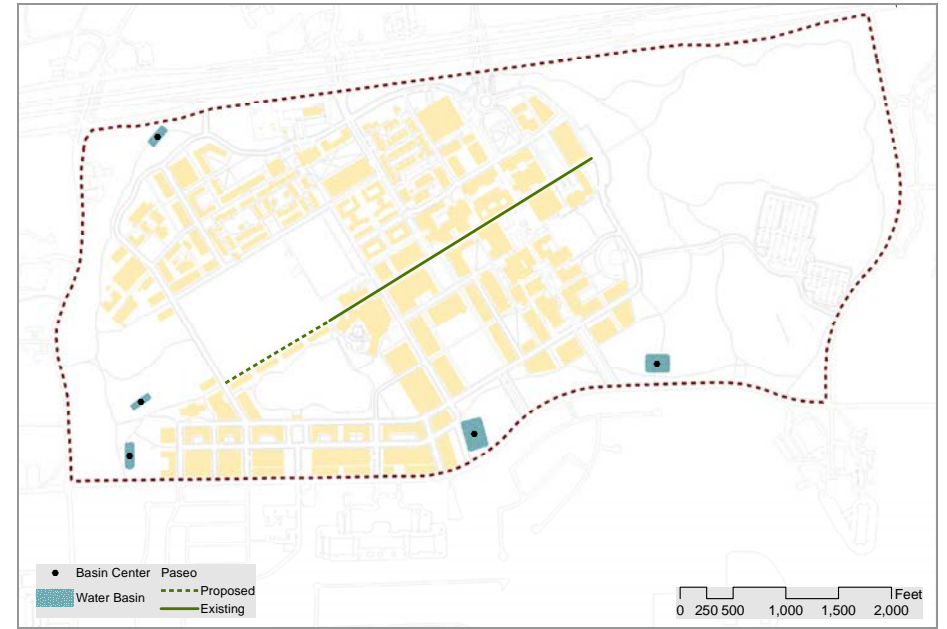 Basin Center Paseo
Water Basin
Proposed
Existing
Feet
0 250 500 1,000 1,500 2,000